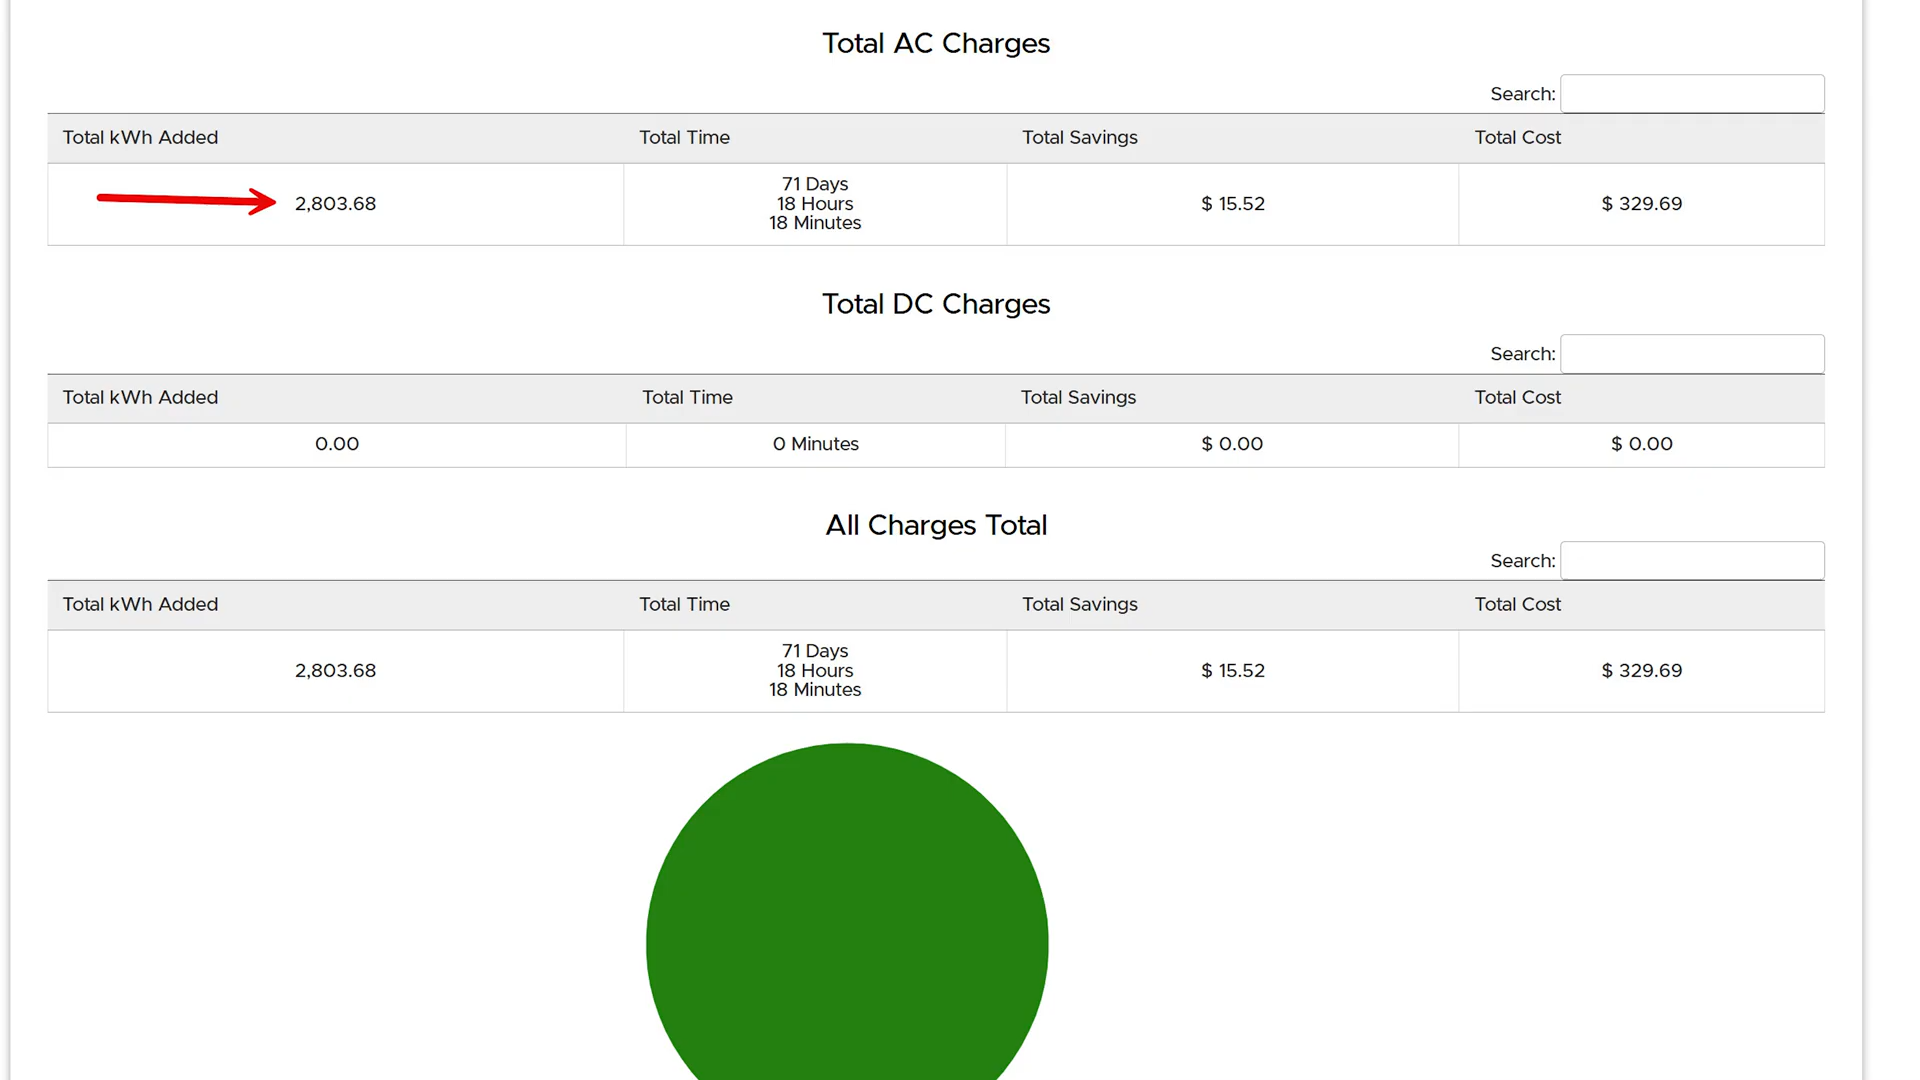 Total AC Charges
Search:
Total kWh Added Total Time Total Savings Total Cost
2,803.68 71 Days 18 Hours 18 Minutes $ 15.52 $ 329.69
Total DC Charges
Search:
Total kWh Added Total Time Total Savings Total Cost
0.00 0 Minutes $ 0.00 $ 0.00
All Charges Total
Search:
Total kWh Added Total Time Total Savings Total Cost
2,803.68 71 Days 18 Hours 18 Minutes $ 15.52 $ 329.69